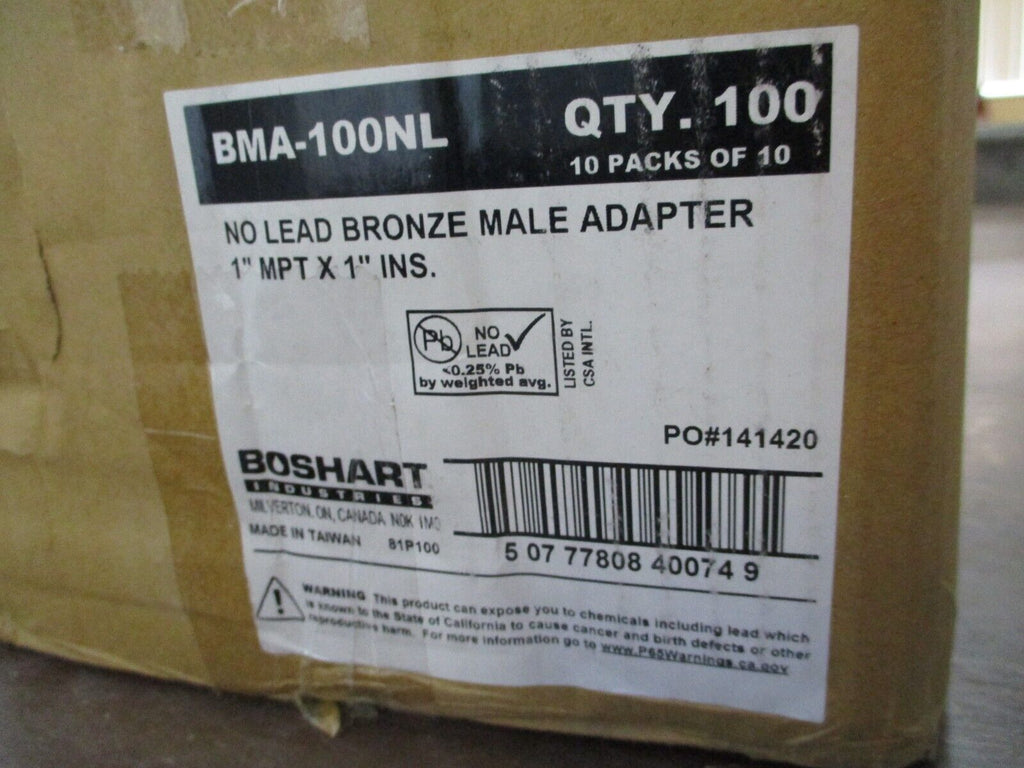 BMA-100NL
QTY. 100
10 PACKS OF 10
NO LEAD BRONZE MALE ADAPTER
1" MPT X 1" INS.
Pb
NO
LEAD
<0.25% Pb
by weighted avg.
LISTED BY
CSA INTL.
PO#141420
BOSHART
INDUSTRIES
MILVERTON, ON, CANADA N0K 1M0
MADE IN TAIWAN 81P100
5 07 77808 40074 9
WARNING This product can expose you to chemicals including lead which
is known to the State of California to cause cancer and birth defects or other
reproductive harm. For more information go to www.P65Warnings.ca.gov